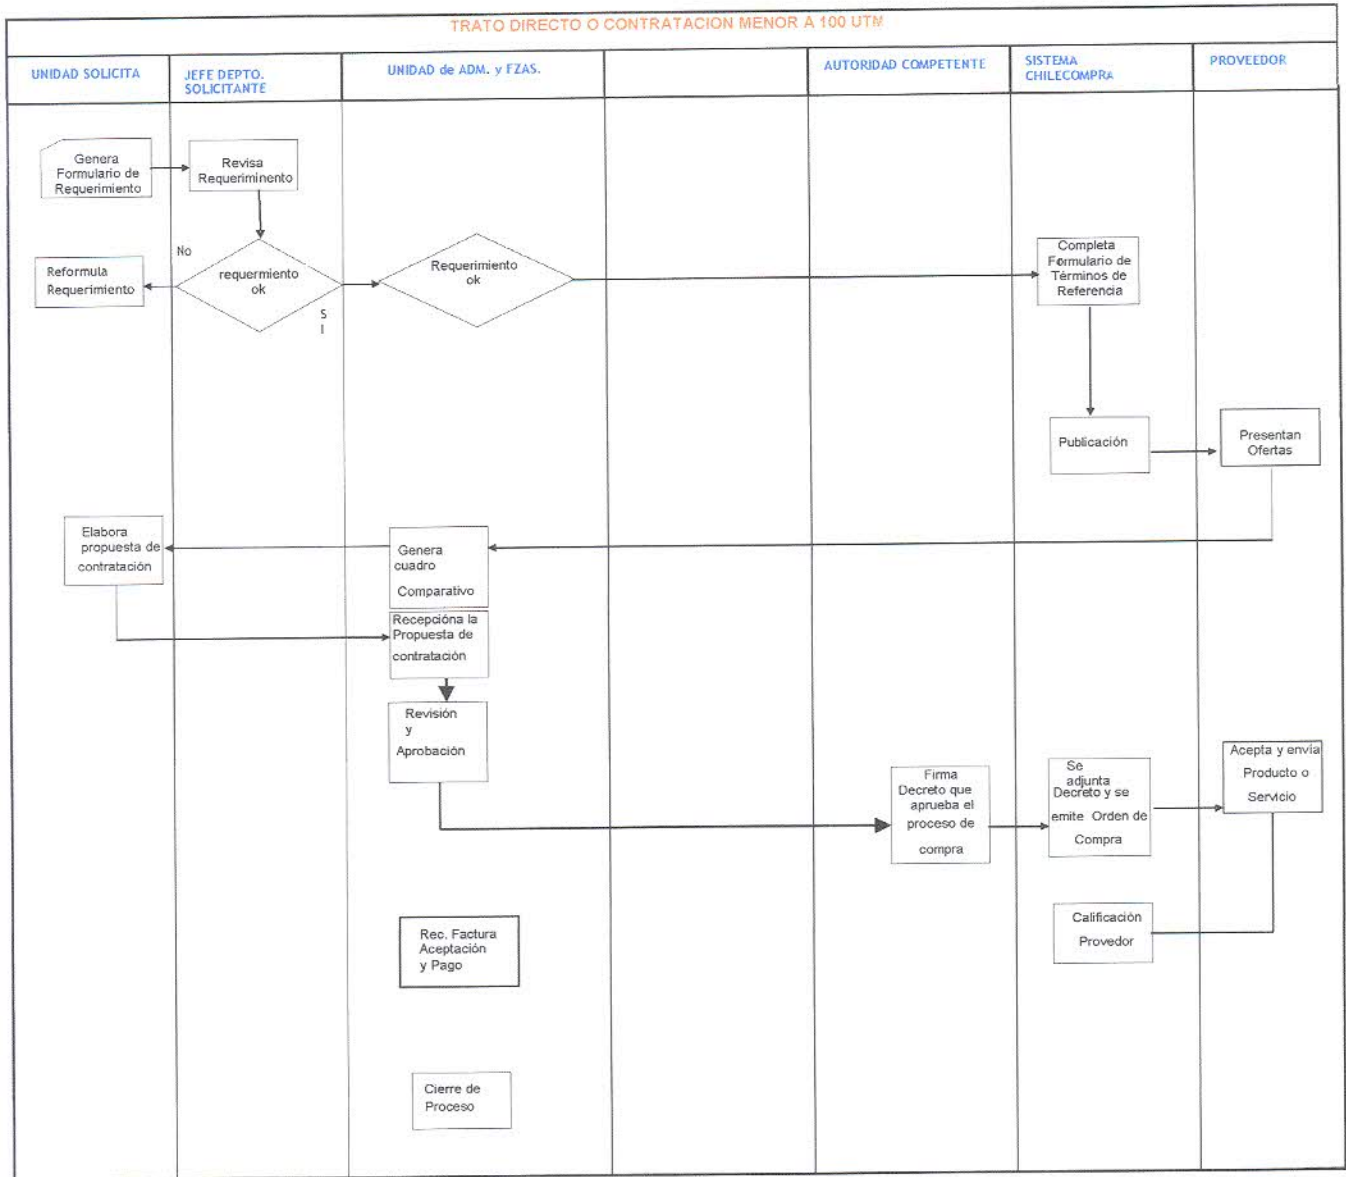 TRATO DIRECTO O CONTRATACION MENOR A 100 UTM
UNIDAD SOLICITA
JEFE DEPTO.
SOLICITANTE
UNIDAD de ADM. y FZAS.
AUTORIDAD COMPETENTE
SISTEMA
CHILECOMPRA
PROVEEDOR
Genera
Formulario de
Requerimiento
Revisa
Requeriminento
No
Reformula
Requerimiento
requermiento
ok
S
I
Requerimiento
ok
Completa
Formulario de
Términos de
Referencia
Publicación
Presentan
Ofertas
Elabora
propuesta de
contratación
Genera
cuadro
Comparativo
Recepcióna la
Propuesta de
contratación
Revisión
y
Aprobación
Firma
Decreto que
aprueba el
proceso de
compra
Se
adjunta
Decreto y se
emite Orden de
Compra
Acepta y envia
Producto o
Servicio
Calificación
Provedor
Rec. Factura
Aceptación
y Pago
Cierre de
Proceso